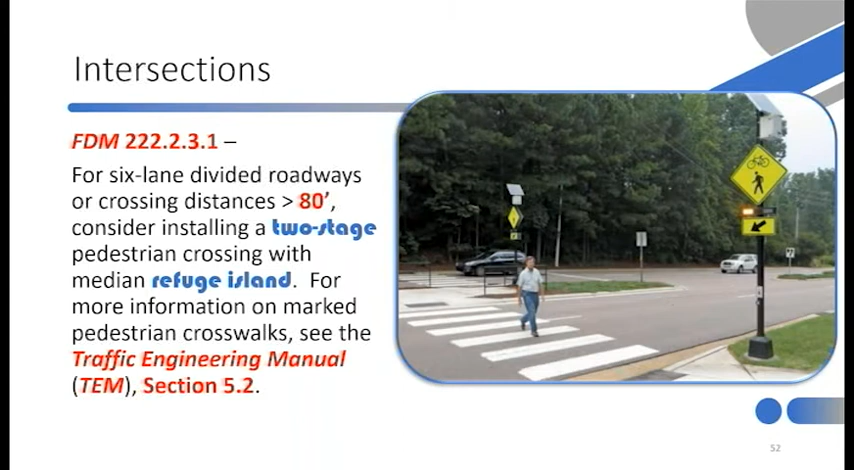 Intersections
FDM 222.2.3.1 –
For six-lane divided roadways
or crossing distances > 80’,
consider installing a two-stage
pedestrian crossing with
median refuge island. For
more information on marked
pedestrian crosswalks, see the
Traffic Engineering Manual
(TEM), Section 5.2.
52